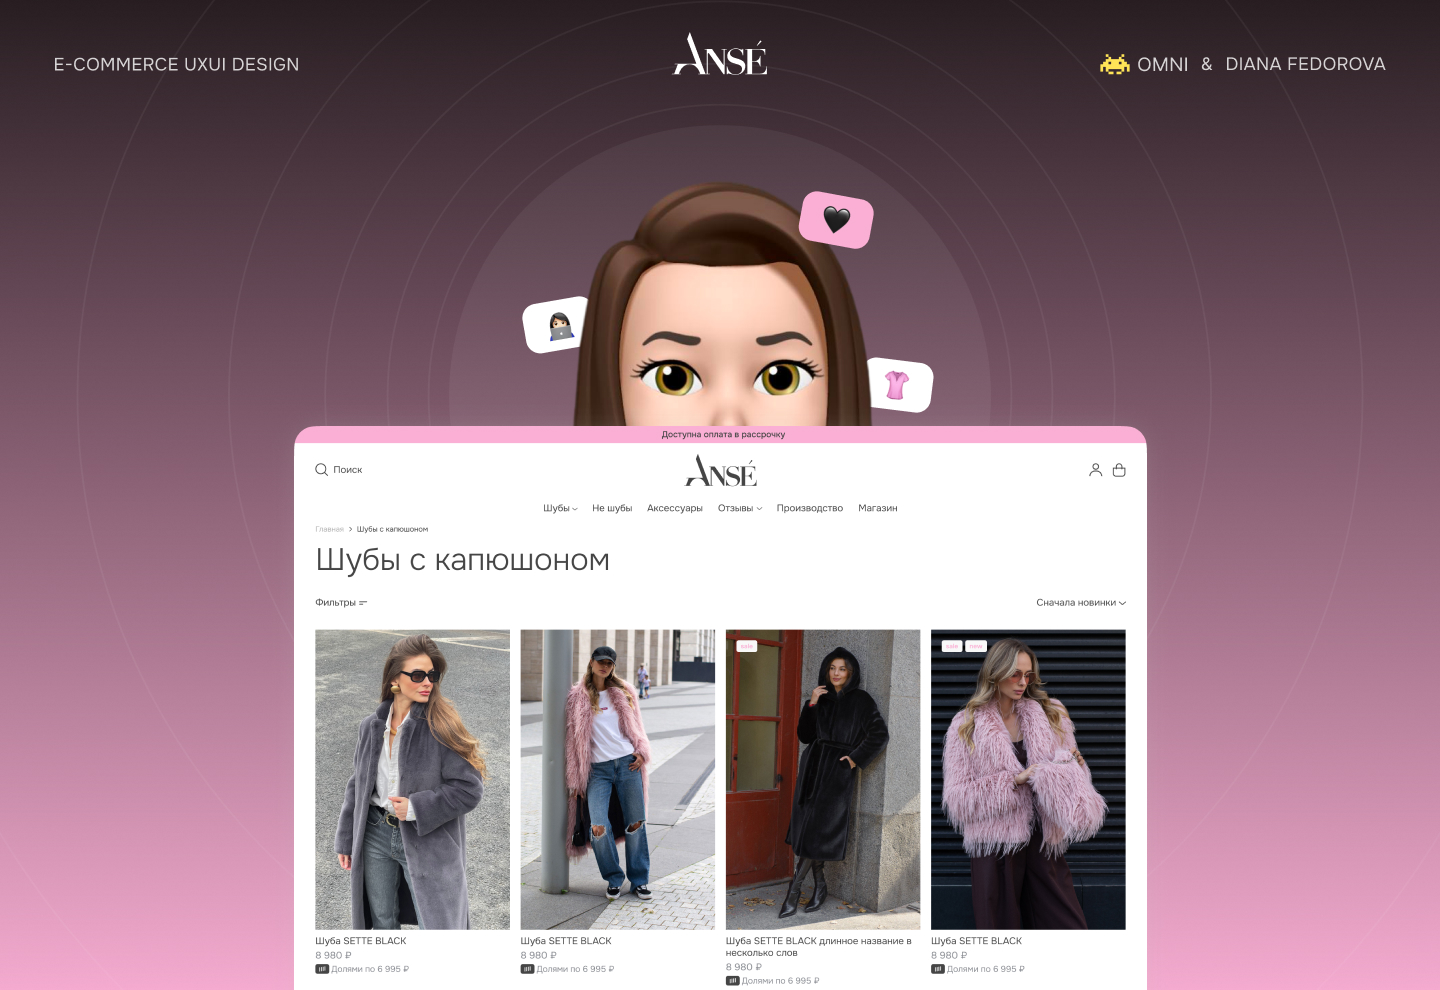 E-COMMERCE UXUI DESIGN
ANSÉ
OMNI & DIANA FEDOROVA
Доступна оплата в рассрочку
Поиск
ANSÉ
Шубы Не шубы Аксессуары Отзывы Производство Магазин
Главная > Шубы с капюшоном
Шубы с капюшоном
Фильтры
Сначала новинки
sale
sale new
Шуба SETTE BLACK
8 980 ₽
Долями по 6 995 ₽
Шуба SETTE BLACK
8 980 ₽
Долями по 6 995 ₽
Шуба SETTE BLACK длинное название в
несколько слов
8 980 ₽
Долями по 6 995 ₽
Шуба SETTE BLACK
8 980 ₽
Долями по 6 995 ₽